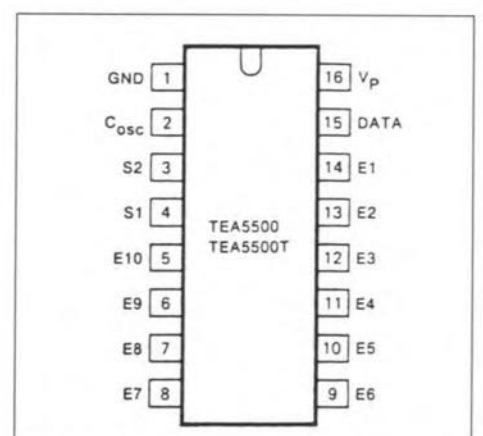 GND 1 16 VP
Cosc 2 15 DATA
S2 3 14 E1
S1 4 13 E2
TEA5500
TEA5500T
E10 5 12 E3
E9 6 11 E4
E8 7 10 E5
E7 8 9 E6